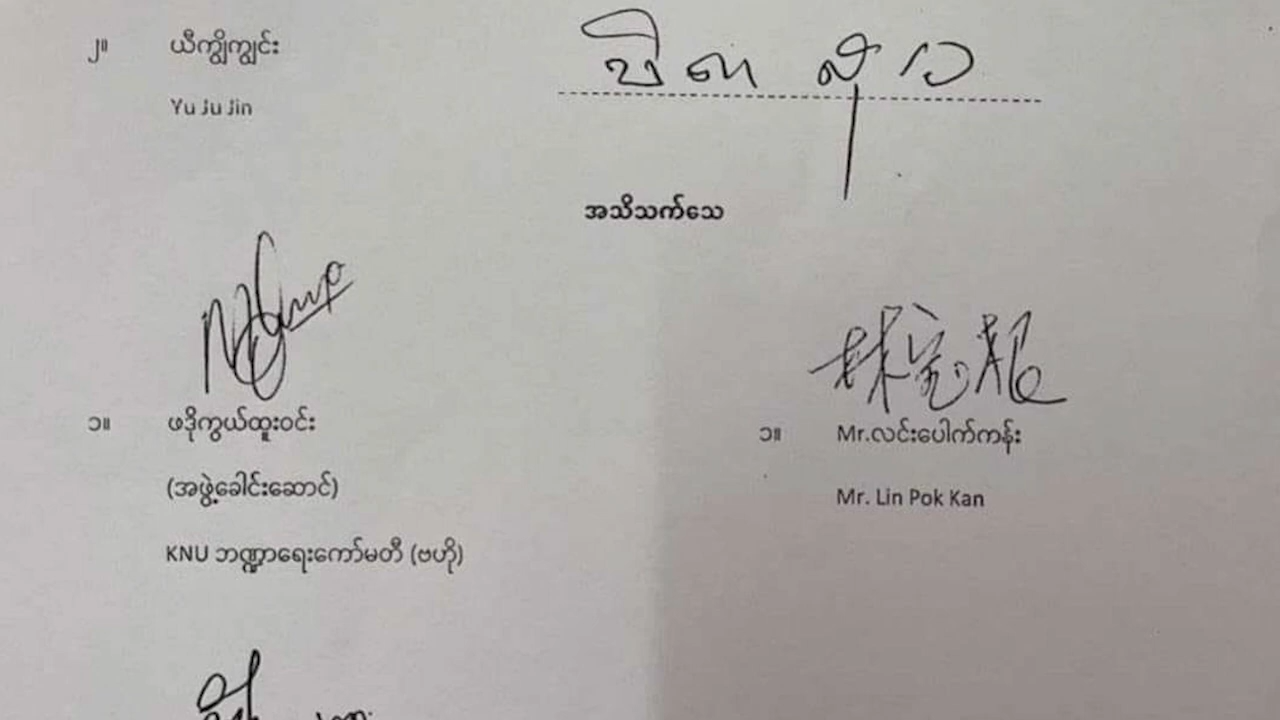 ၂။ ယီကျွိကျွင်း
Yu Ju Jin
အသိသက်သေ
၁။ ဖဒိုကွယ်ထူးဝင်း
(အဖွဲ့ခေါင်းဆောင်)
KNU ဘဏ္ဍာရေးကော်မတီ (ဗဟို)
၁။ Mr.လင်းပေါက်ကန်း
Mr. Lin Pok Kan